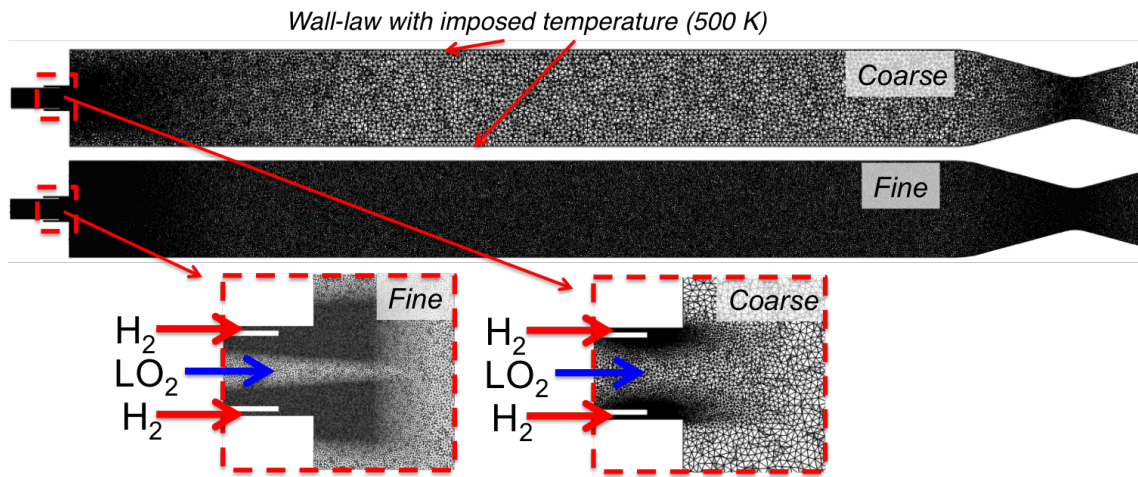 Wall-law with imposed temperature (500 K)
Coarse
Fine
Fine
Coarse
H₂
LO₂
H₂
H₂
LO₂
H₂